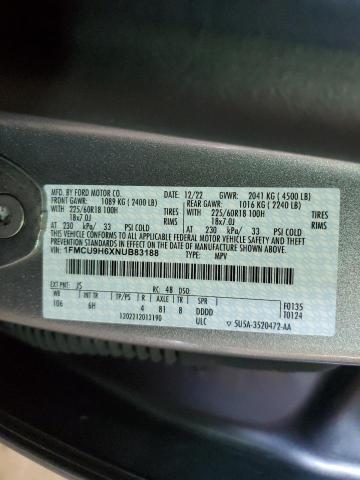 MFD. BY FORD MOTOR CO.
12/22 GVWR: 2041 KG ( 4500 LB)
FRONT GAWR: 1089 KG ( 2400 LB) REAR GAWR: 1016 KG ( 2240 LB)
WITH TIRES WITH TIRES
225/60R18 100H 225/60R18 100H
18x7.0J RIMS 18x7.0J
AT 230 kPa/ 33 PSI COLD AT 230 kPa/ 33 PSI COLD
THIS VEHICLE CONFORMS TO ALL APPLICABLE FEDERAL MOTOR VEHICLE SAFETY AND THEFT PREVENTION STANDARDS IN EFFECT ON THE DATE OF MANUFACTURE SHOWN ABOVE.
VIN: 1FMCU9H6XNUB83188
TYPE: MPV
EXT PNT: JS RC: 48 DSO:
WB INT TR TP/PS R AXLE TR SPR
106 6H 4 81 8 DDDD
F0135
T0124
1202212013190 ULC
SU5A-3520472-AA